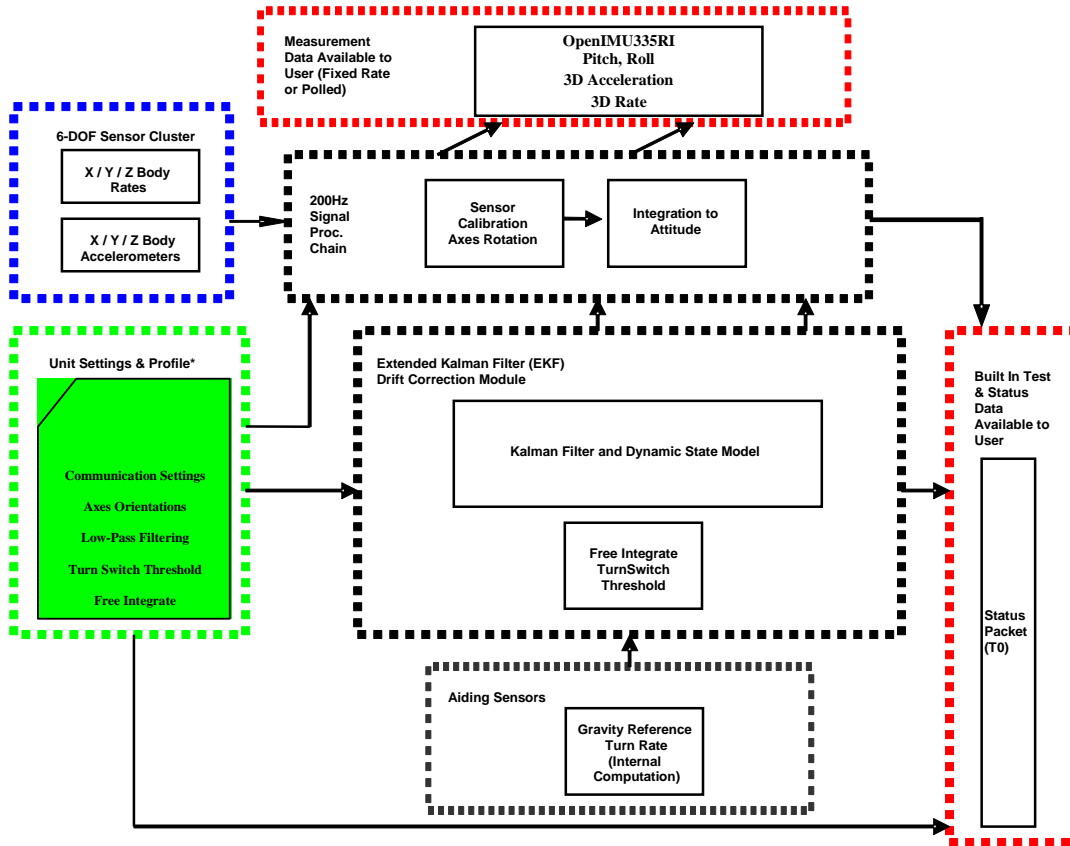 Measurement
Data Available to
User (Fixed Rate
or Polled)
OpenIMU335RI
Pitch, Roll
3D Acceleration
3D Rate
6-DOF Sensor Cluster
X / Y / Z Body
Rates
X / Y / Z Body
Accelerometers
200Hz
Signal
Proc.
Chain
Sensor
Calibration
Axes Rotation
Integration to
Attitude
Unit Settings & Profile*
Communication Settings
Axes Orientations
Low-Pass Filtering
Turn Switch Threshold
Free Integrate
Extended Kalman Filter (EKF)
Drift Correction Module
Kalman Filter and Dynamic State Model
Free Integrate
TurnSwitch
Threshold
Built In Test
& Status
Data
Available to
User
Status
Packet
(T0)
Aiding Sensors
Gravity Reference
Turn Rate
(Internal
Computation)